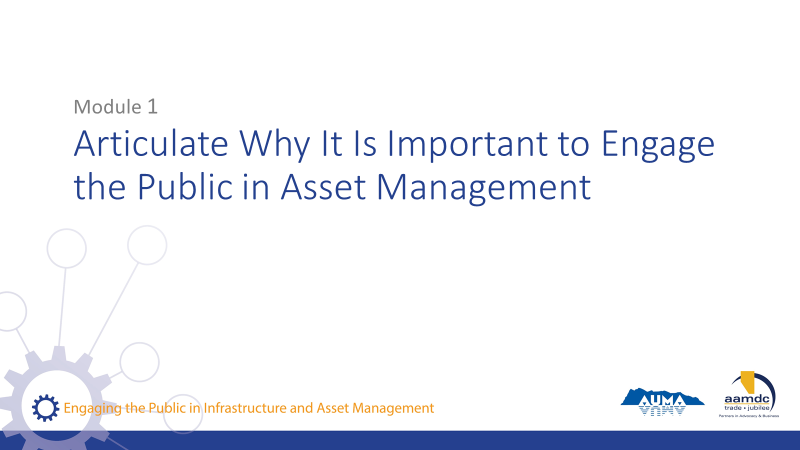 Module 1
Articulate Why It Is Important to Engage
the Public in Asset Management
Engaging the Public in Infrastructure and Asset Management
AUMA
aamdc
trade • jubilee
Partners in Advocacy & Business